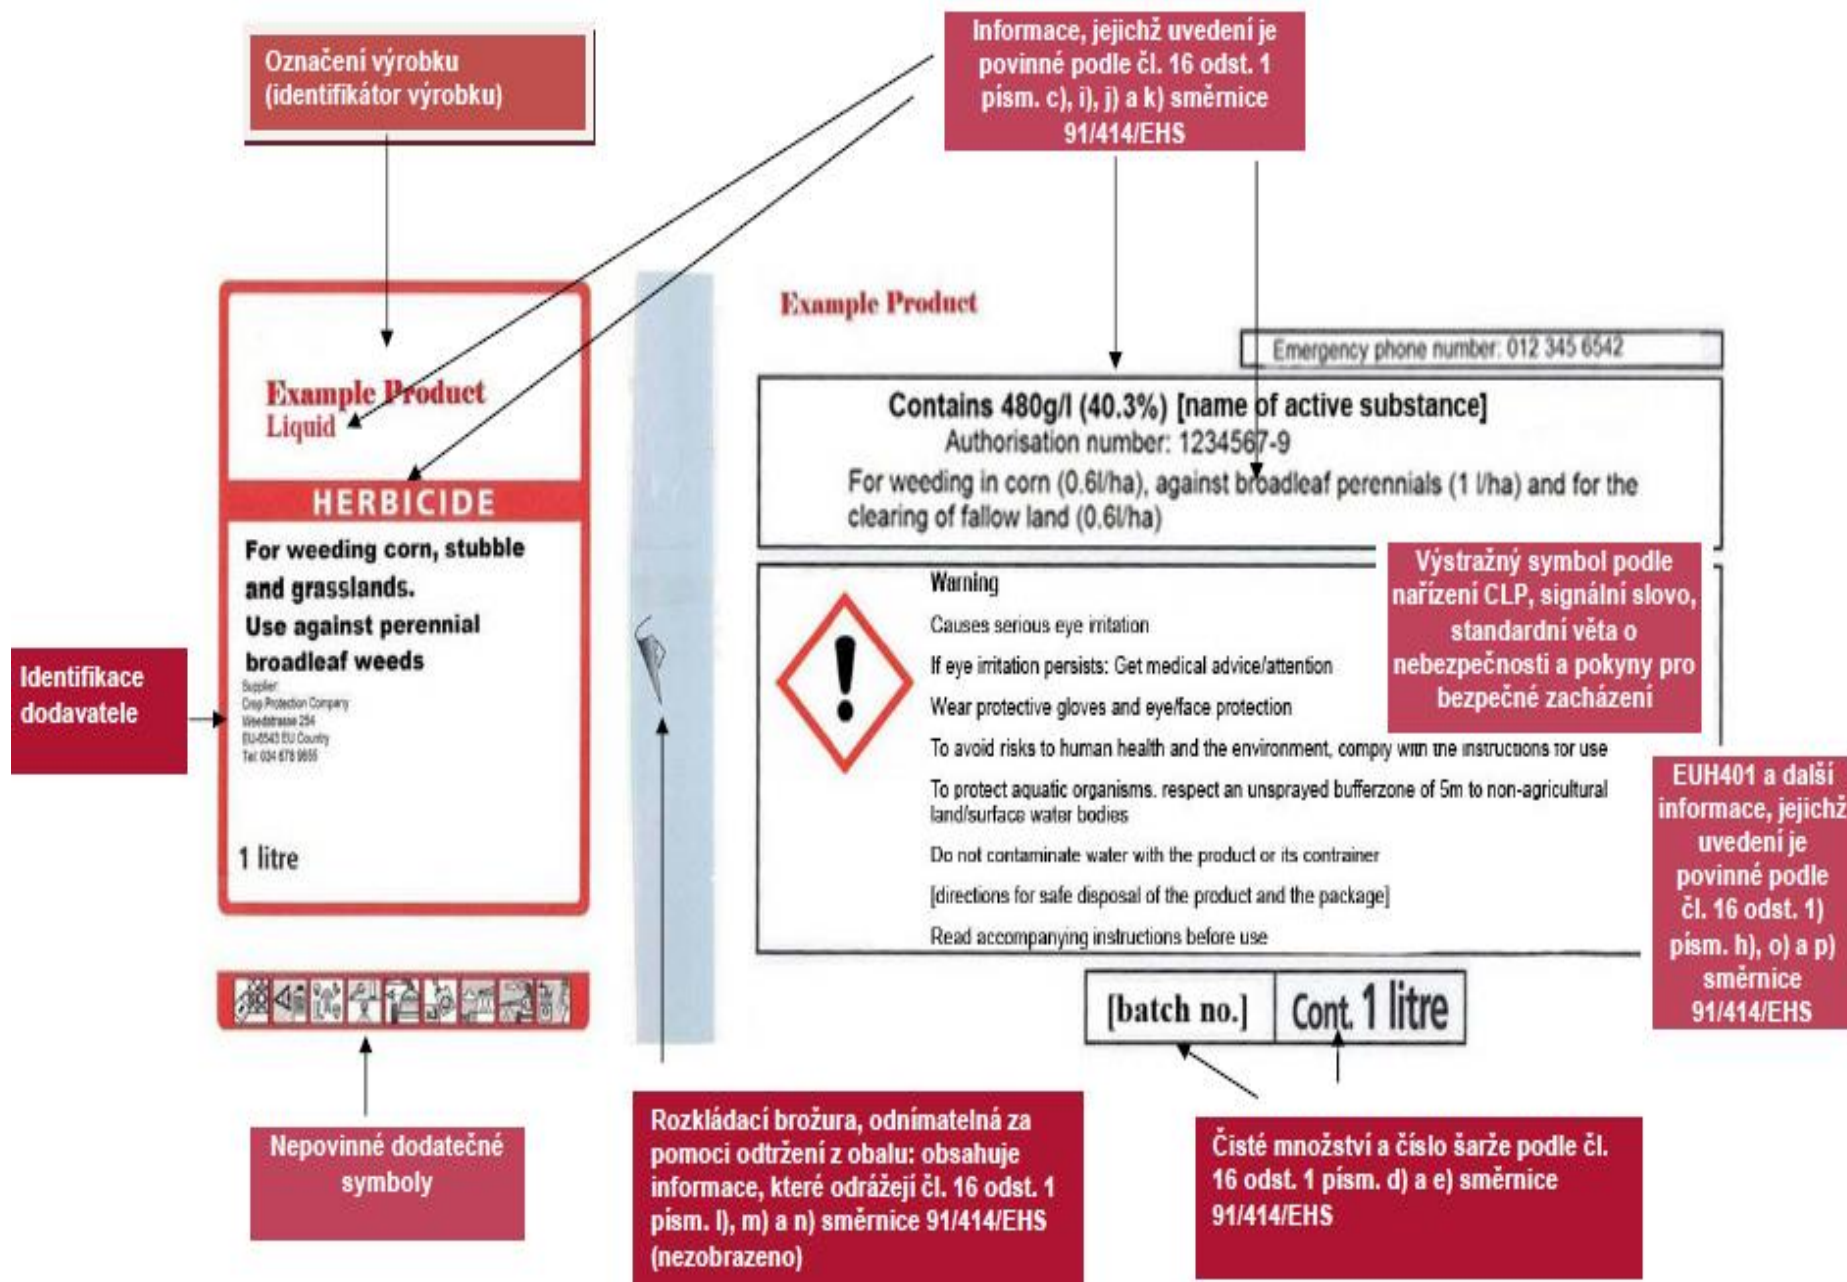 Označení výrobku
(identifikátor výrobku)
Informace, jejichž uvedení je
povinné podle čl. 16 odst. 1
písm. c), i), j) a k) směrnice
91/414/EHS
Example Product
Liquid
HERBICIDE
For weeding corn, stubble
and grasslands.
Use against perennial
broadleaf weeds
Supplier:
Crop Protection Company
Weedstrasse 254
EU-6543 EU Country
Tel: 034 678 9855
1 litre
Identifikace
dodavatele
Example Product
Emergency phone number: 012 345 6542
Contains 480g/l (40.3%) [name of active substance]
Authorisation number: 1234567-9
For weeding in corn (0.6l/ha), against broadleaf perennials (1 l/ha) and for the
clearing of fallow land (0.6l/ha)
Výstražný symbol podle
nařízení CLP, signální slovo,
standardní věta o
nebezpečnosti a pokyny pro
bezpečné zacházení
Warning
Causes serious eye irritation
If eye irritation persists: Get medical advice/attention
Wear protective gloves and eye/face protection
To avoid risks to human health and the environment, comply with the instructions for use
To protect aquatic organisms. respect an unsprayed bufferzone of 5m to non-agricultural
land/surface water bodies
Do not contaminate water with the product or its contrainer
[directions for safe disposal of the product and the package]
Read accompanying instructions before use
EUH401 a další
informace, jejichž
uvedení je
povinné podle
čl. 16 odst. 1)
písm. h), o) a p)
směrnice
91/414/EHS
[batch no.]
Cont. 1 litre
Nepovinné dodatečné
symboly
Rozkládací brožura, odnímatelná za
pomoci odtržení z obalu: obsahuje
informace, které odrážejí čl. 16 odst. 1
písm. l), m) a n) směrnice 91/414/EHS
(nezobrazeno)
Čisté množství a číslo šarže podle čl.
16 odst. 1 písm. d) a e) směrnice
91/414/EHS